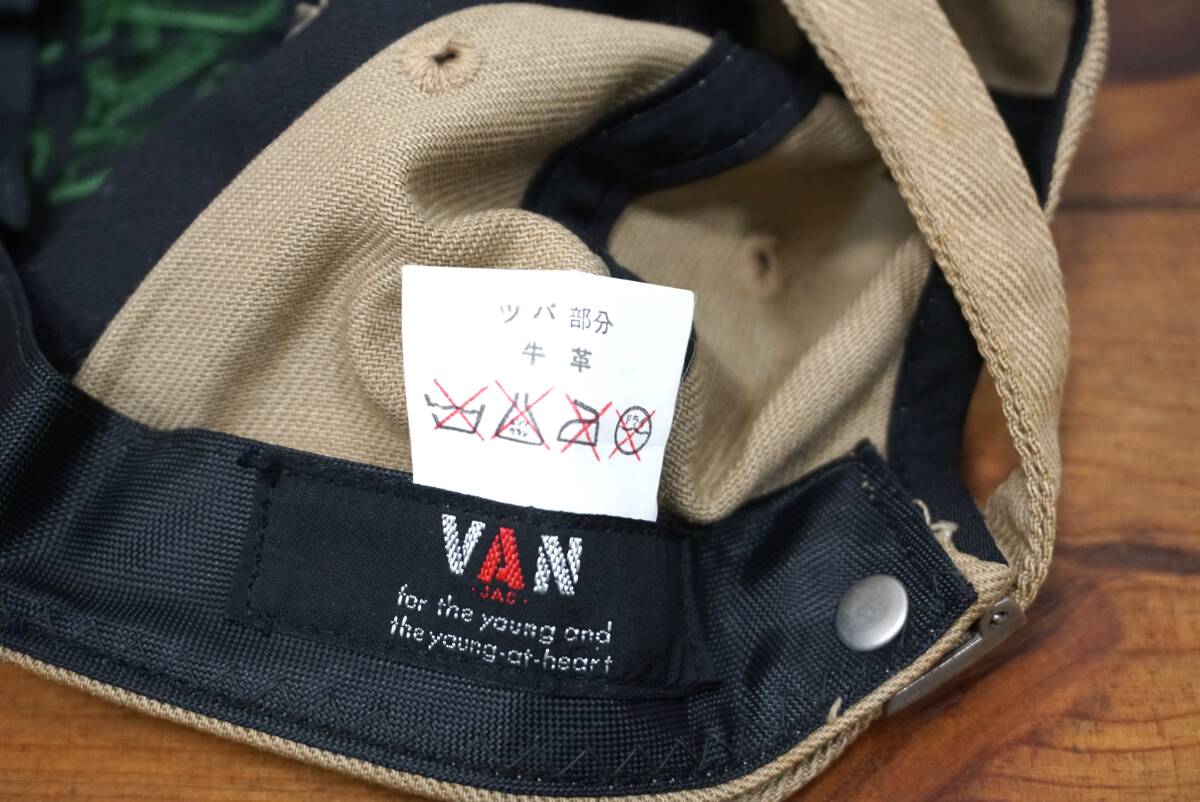 ツバ部分
牛革
VAN
·JAC·
for the young and
the young-at-heart